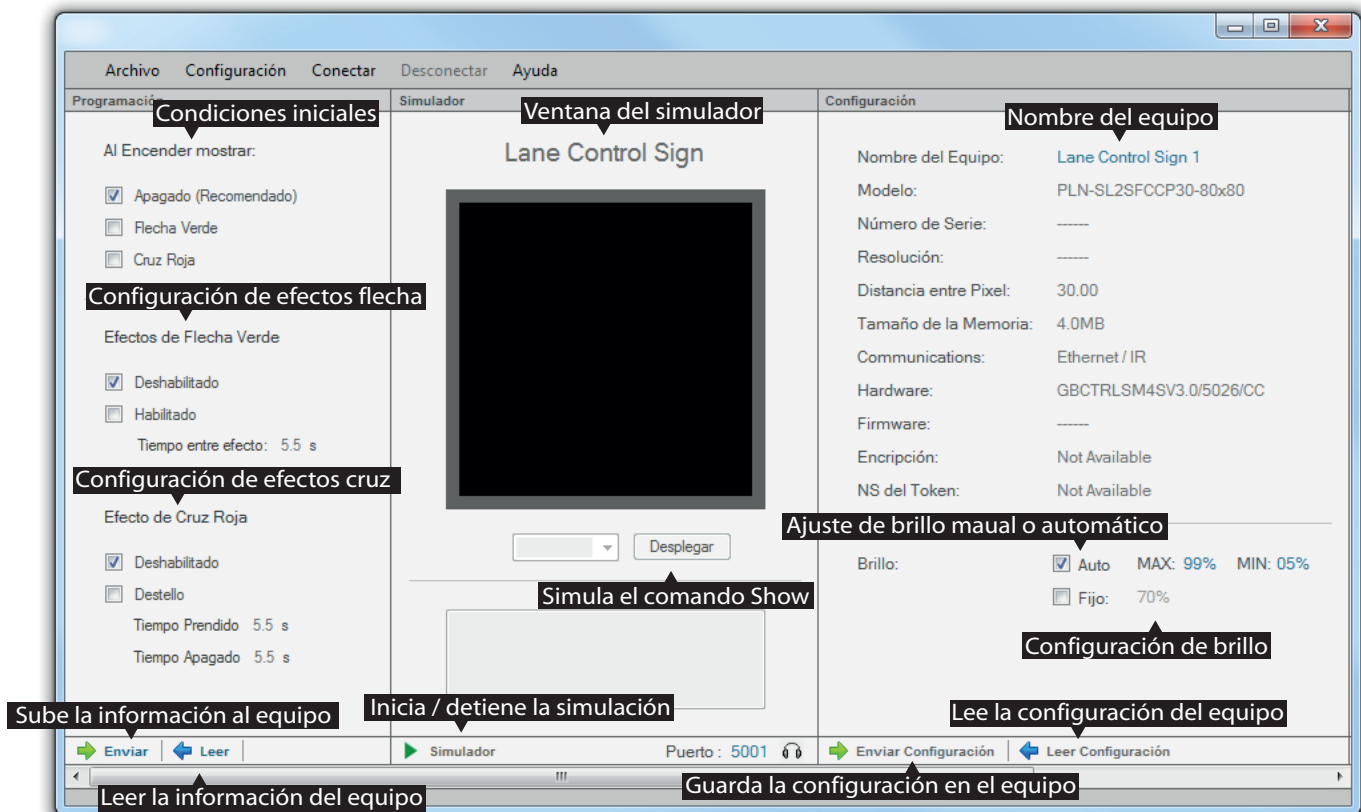 Archivo Configuración Conectar Desconectar Ayuda
Programación
Condiciones iniciales
Al Encender mostrar:
Apagado (Recomendado)
Flecha Verde
Cruz Roja
Configuración de efectos flecha
Efectos de Flecha Verde
Deshabilitado
Habilitado
Tiempo entre efecto: 5.5 s
Configuración de efectos cruz
Efecto de Cruz Roja
Deshabilitado
Destello
Tiempo Prendido 5.5 s
Tiempo Apagado 5.5 s
Sube la información al equipo
Enviar Leer
Leer la información del equipo
Simulador
Ventana del simulador
Lane Control Sign
Desplegar
Simula el comando Show
Inicia / detiene la simulación
Simulador Puerto : 5001
Configuración
Nombre del equipo
Nombre del Equipo: Lane Control Sign 1
Modelo: PLN-SL2SFCCP30-80x80
Número de Serie: ------
Resolución: ------
Distancia entre Pixel: 30.00
Tamaño de la Memoria: 4.0MB
Communications: Ethernet / IR
Hardware: GBCTRLSM4SV3.0/5026/CC
Firmware: ------
Encripción: Not Available
NS del Token: Not Available
Ajuste de brillo maual o automático
Brillo: Auto MAX: 99% MIN: 05%
Fijo: 70%
Configuración de brillo
Lee la configuración del equipo
Enviar Configuración Leer Configuración
Guarda la configuración en el equipo